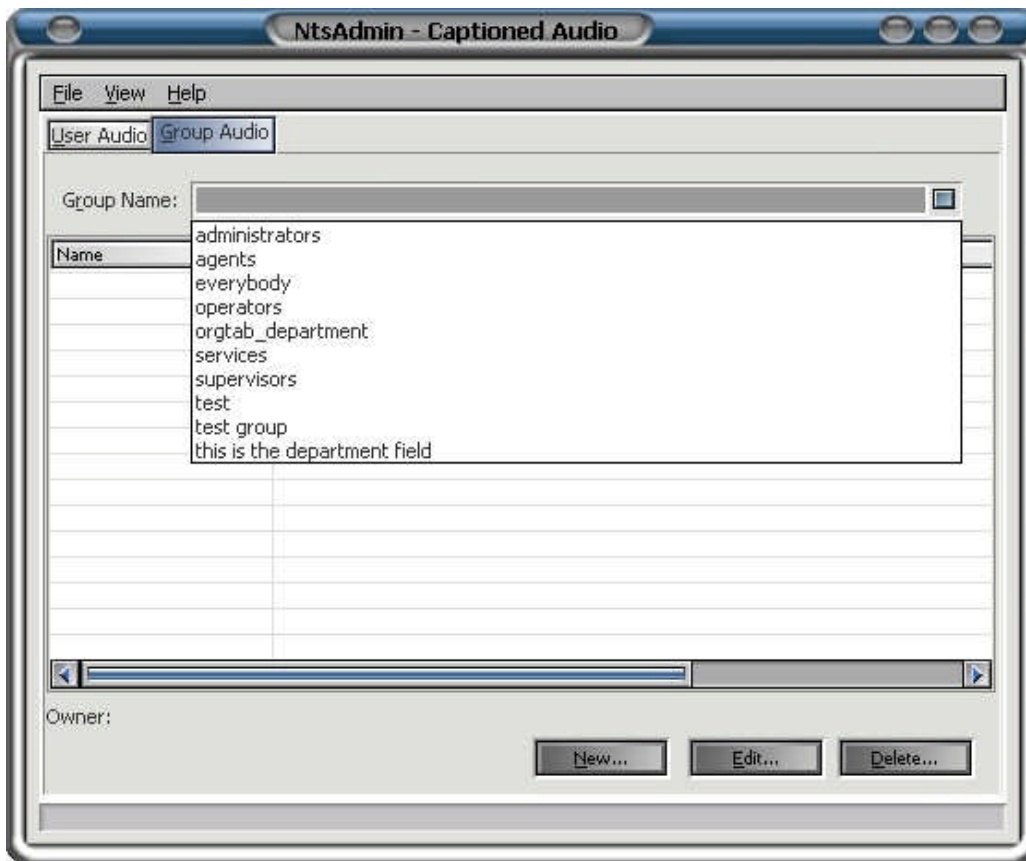 NtsAdmin - Captioned Audio
File View Help
User Audio Group Audio
Group Name:
Name
administrators
agents
everybody
operators
orgtab_department
services
supervisors
test
test group
this is the department field
Owner:
New... Edit... Delete...